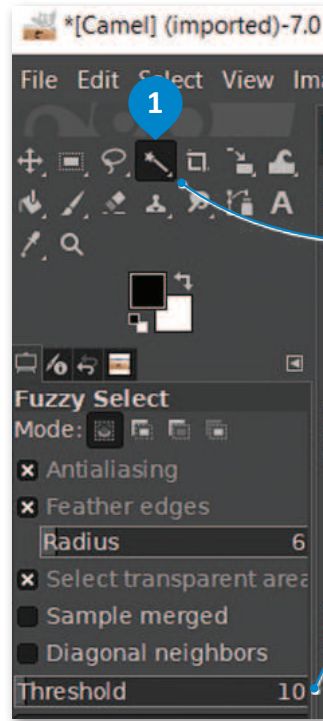 *[Camel] (imported)-7.0
File Edit Select View Ima
1
A
Fuzzy Select
Mode:
Antialiasing
Feather edges
Radius 6
Select transparent area
Sample merged
Diagonal neighbors
Threshold 10